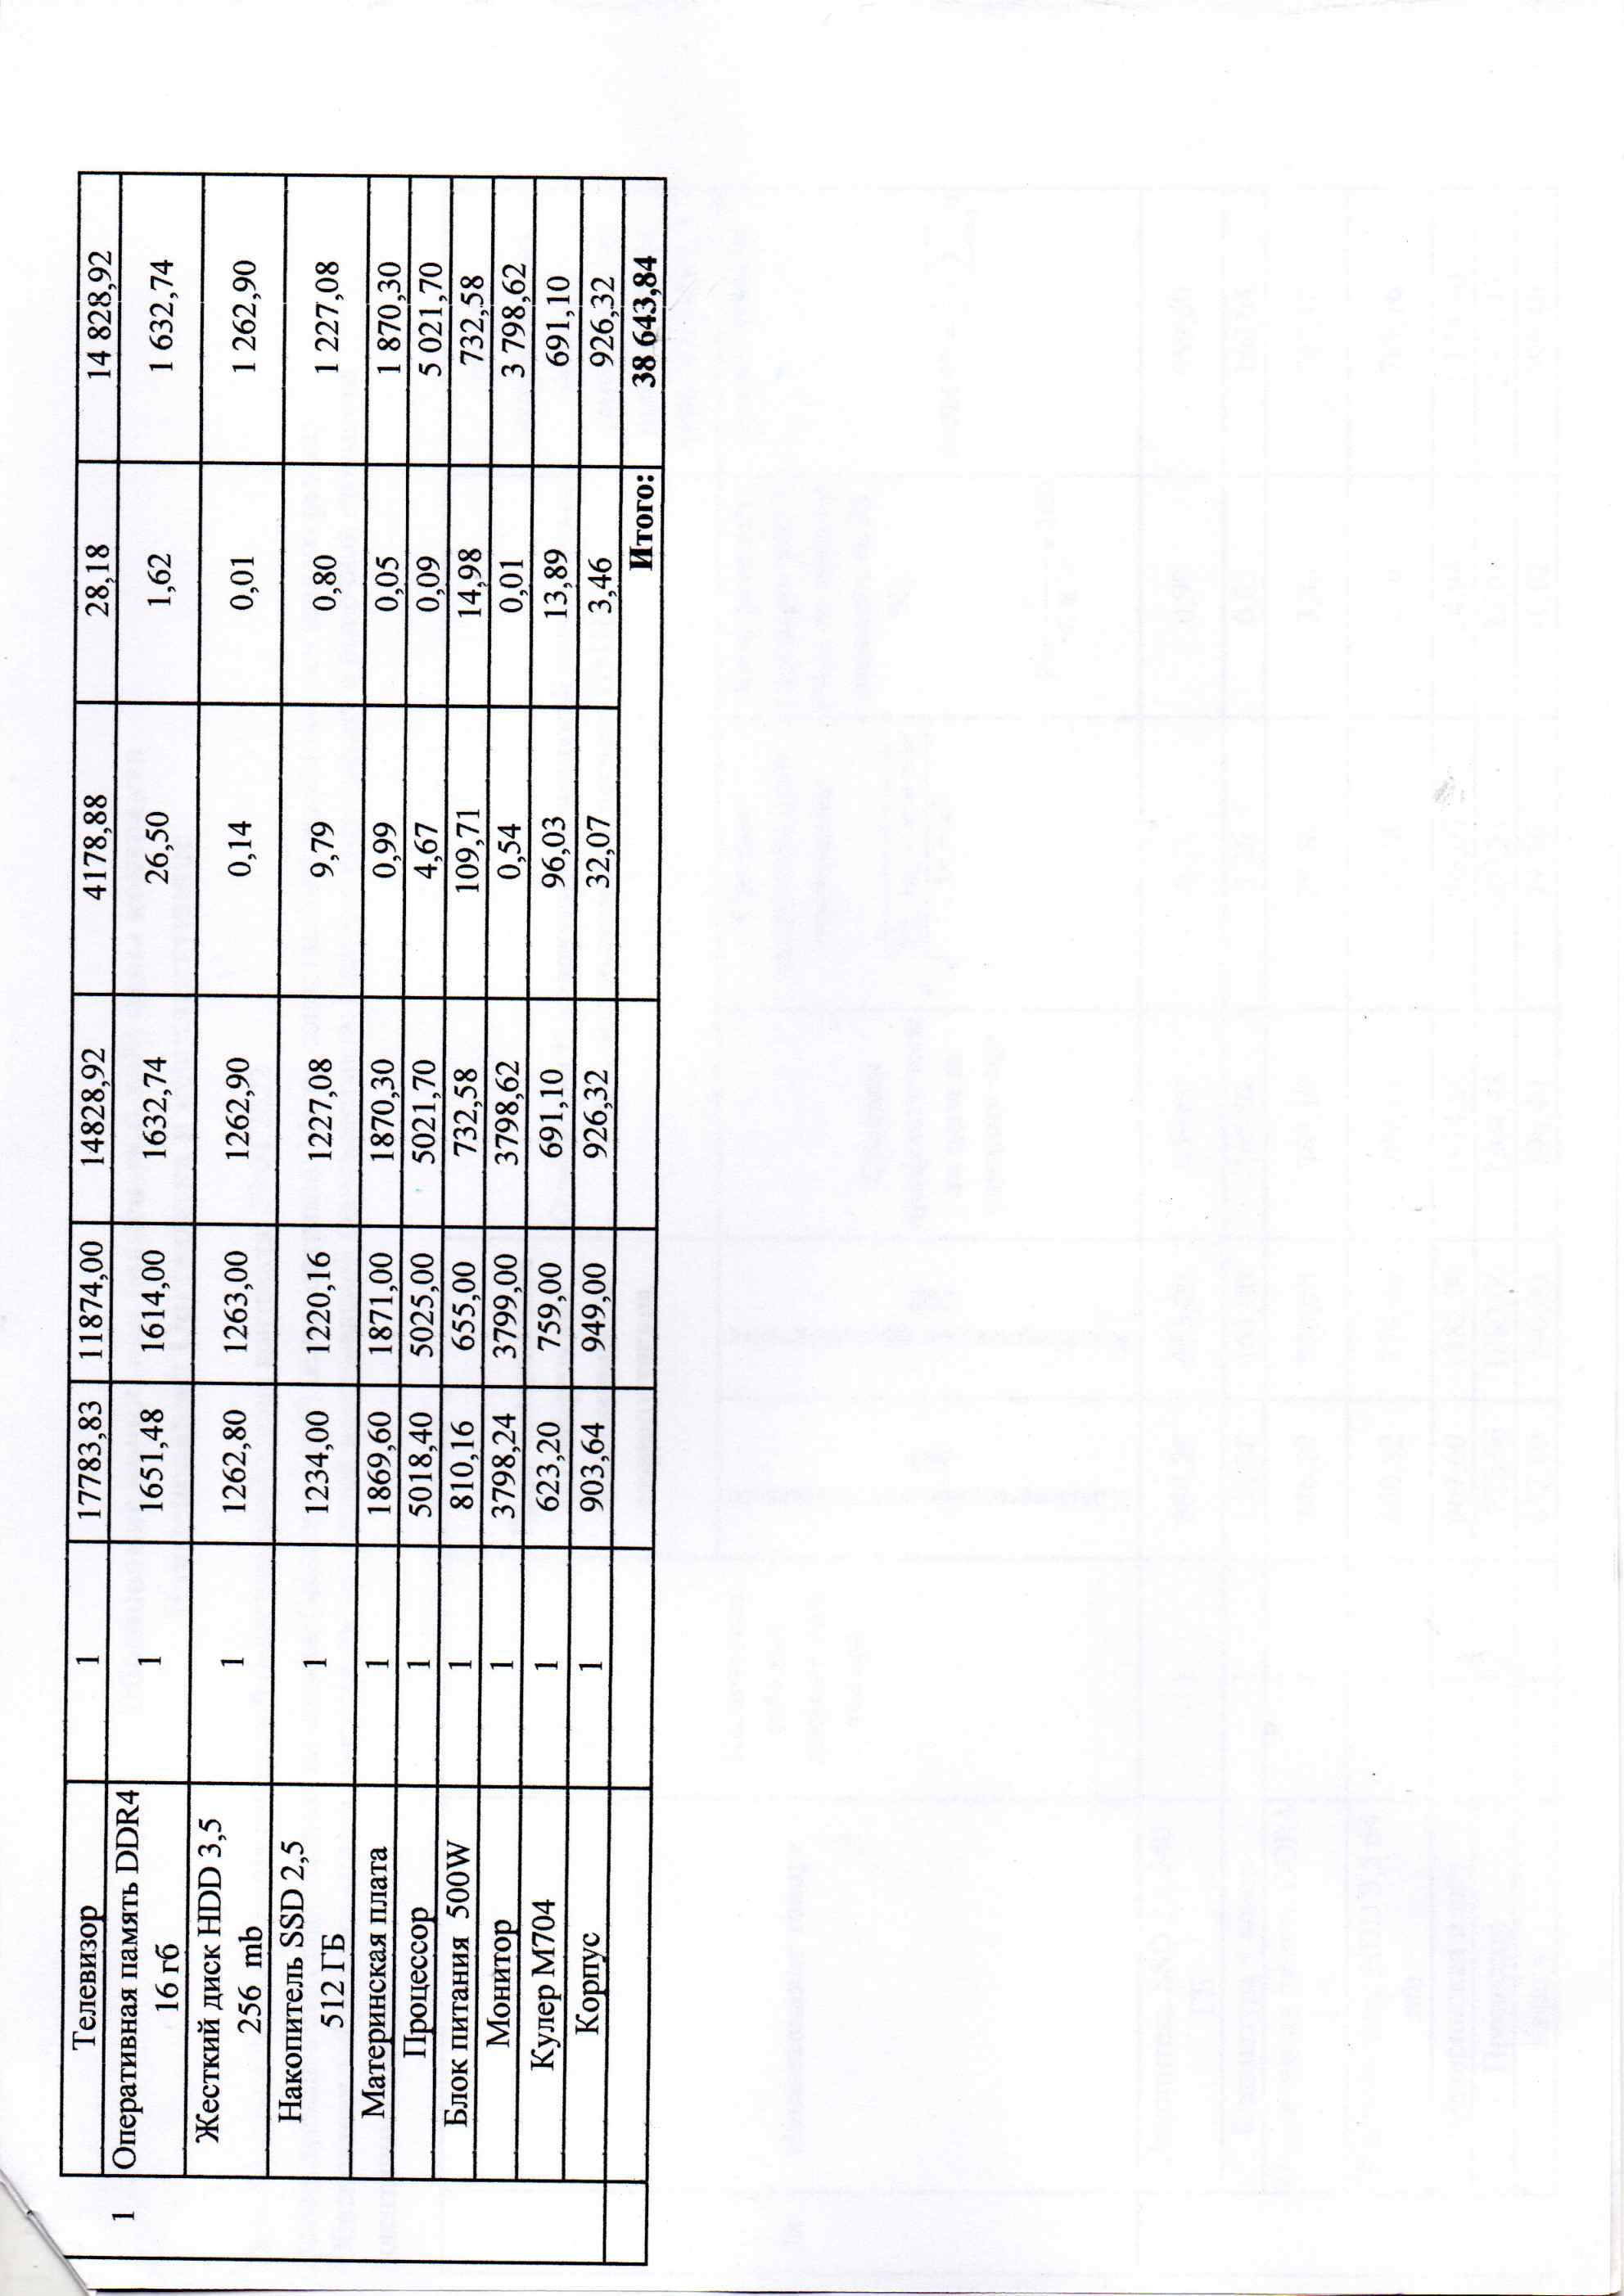 Телевизор 1 17783,83 11874,00 14828,92 4178,88 28,18 14 828,92
1 Оперативная память DDR4 1 1651,48 1614,00 1632,74 26,50 1,62 1 632,74
16 гб
Жесткий диск HDD 3,5 1 1262,80 1263,00 1262,90 0,14 0,01 1 262,90
256 mb
Накопитель SSD 2,5 1 1234,00 1220,16 1227,08 9,79 0,80 1 227,08
512 ГБ
Материнская плата 1 1869,60 1871,00 1870,30 0,99 0,05 1 870,30
Процессор 1 5018,40 5025,00 5021,70 4,67 0,09 5 021,70
Блок питания 500W 1 810,16 655,00 732,58 109,71 14,98 732,58
Монитор 1 3798,24 3799,00 3798,62 0,54 0,01 3 798,62
Кулер M704 1 623,20 759,00 691,10 96,03 13,89 691,10
Корпус 1 903,64 949,00 926,32 32,07 3,46 926,32
Итого: 38 643,84